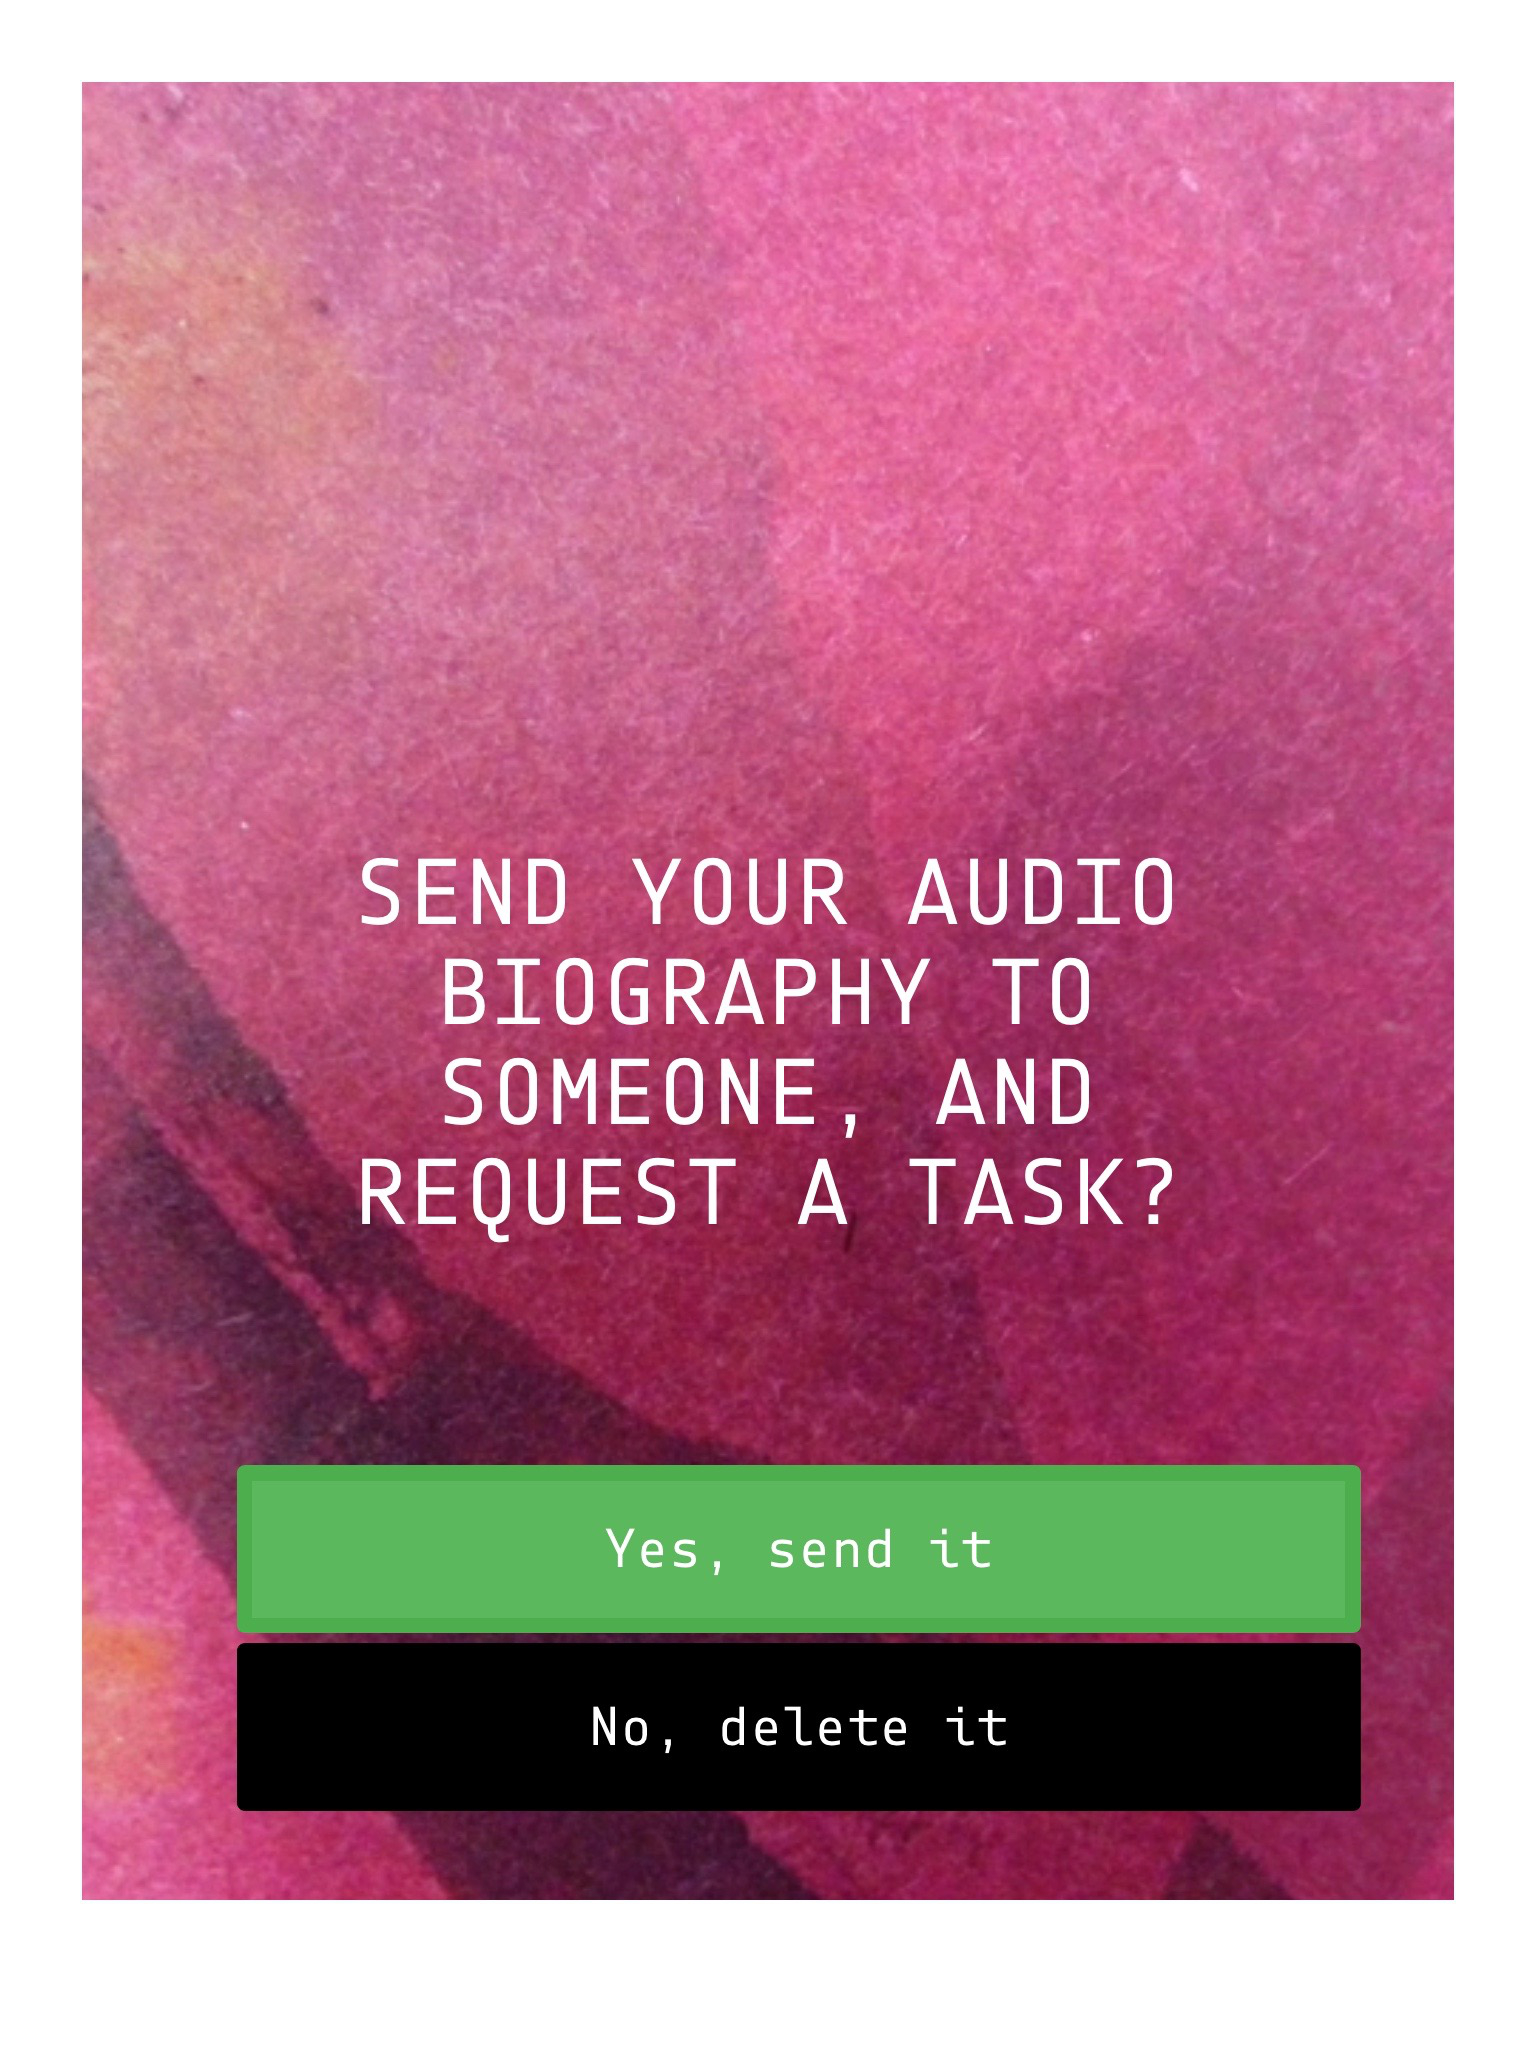 SEND YOUR AUDIO
BIOGRAPHY TO
SOMEONE, AND
REQUEST A TASK?
Yes, send it
No, delete it